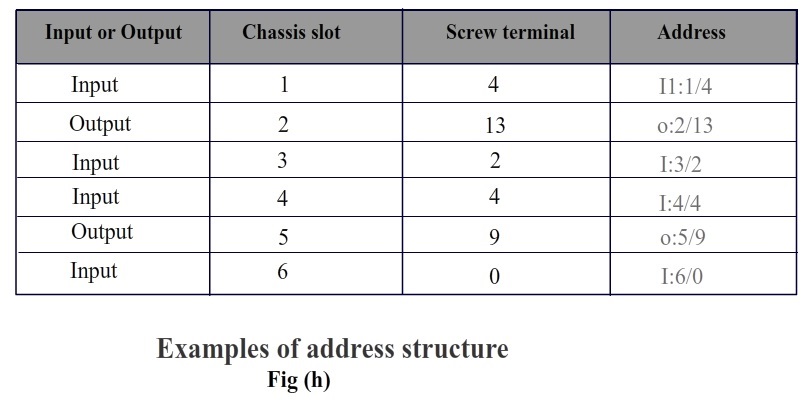 Input or Output Chassis slot Screw terminal Address
Input 1 4 I1:1/4
Output 2 13 o:2/13
Input 3 2 I:3/2
Input 4 4 I:4/4
Output 5 9 o:5/9
Input 6 0 I:6/0
Examples of address structure
Fig (h)